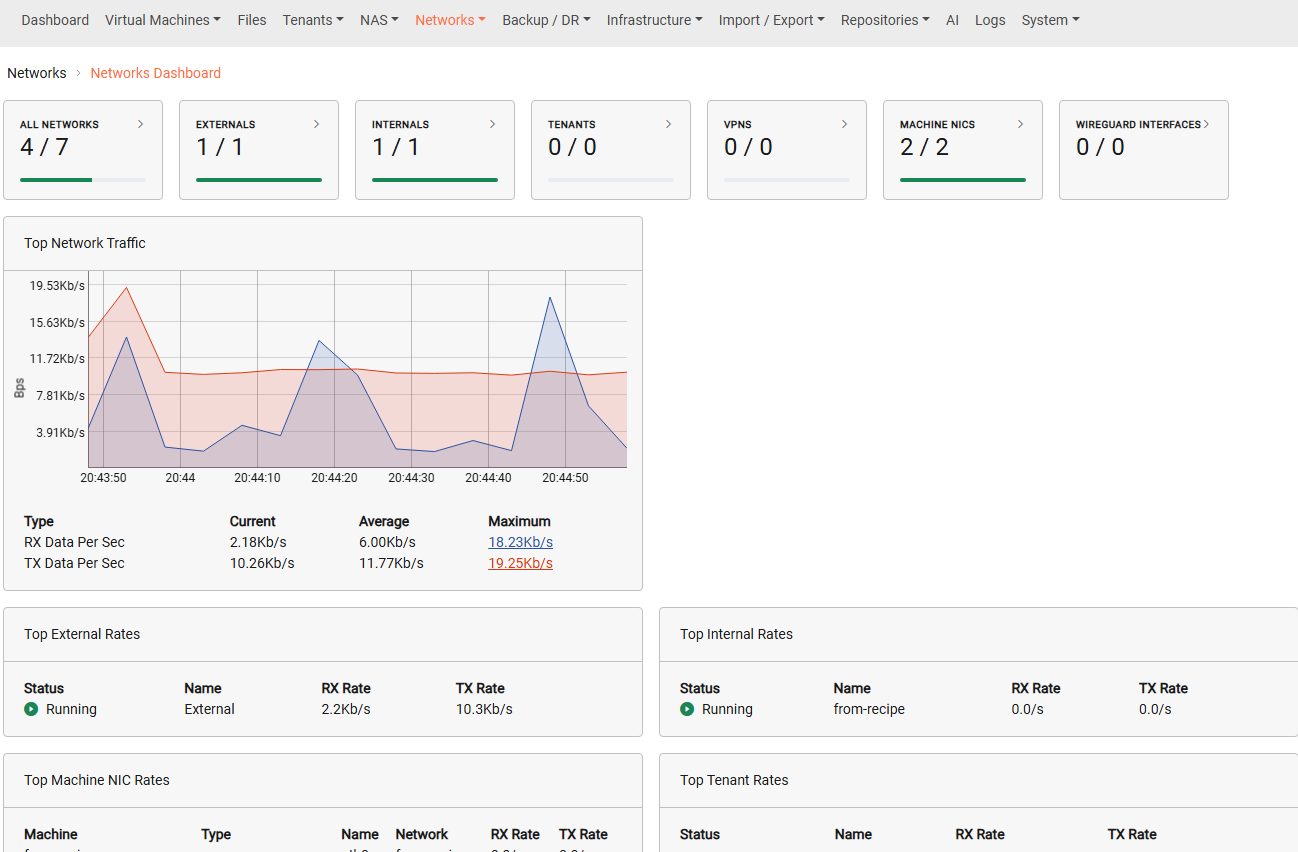 Dashboard Virtual Machines Files Tenants NAS Networks Backup / DR Infrastructure Import / Export Repositories AI Logs System
Networks › Networks Dashboard
ALL NETWORKS
4 / 7
EXTERNALS
1 / 1
INTERNALS
1 / 1
TENANTS
0 / 0
VPNS
0 / 0
MACHINE NICS
2 / 2
WIREGUARD INTERFACES
0 / 0
Top Network Traffic
19.53Kb/s
15.63Kb/s
11.72Kb/s
7.81Kb/s
3.91Kb/s
Bps
20:43:50 20:44 20:44:10 20:44:20 20:44:30 20:44:40 20:44:50
Type Current Average Maximum
RX Data Per Sec 2.18Kb/s 6.00Kb/s 18.23Kb/s
TX Data Per Sec 10.26Kb/s 11.77Kb/s 19.25Kb/s
Top External Rates
Status Name RX Rate TX Rate
Running External 2.2Kb/s 10.3Kb/s
Top Internal Rates
Status Name RX Rate TX Rate
Running from-recipe 0.0/s 0.0/s
Top Machine NIC Rates
Machine Type Name Network RX Rate TX Rate
Top Tenant Rates
Status Name RX Rate TX Rate